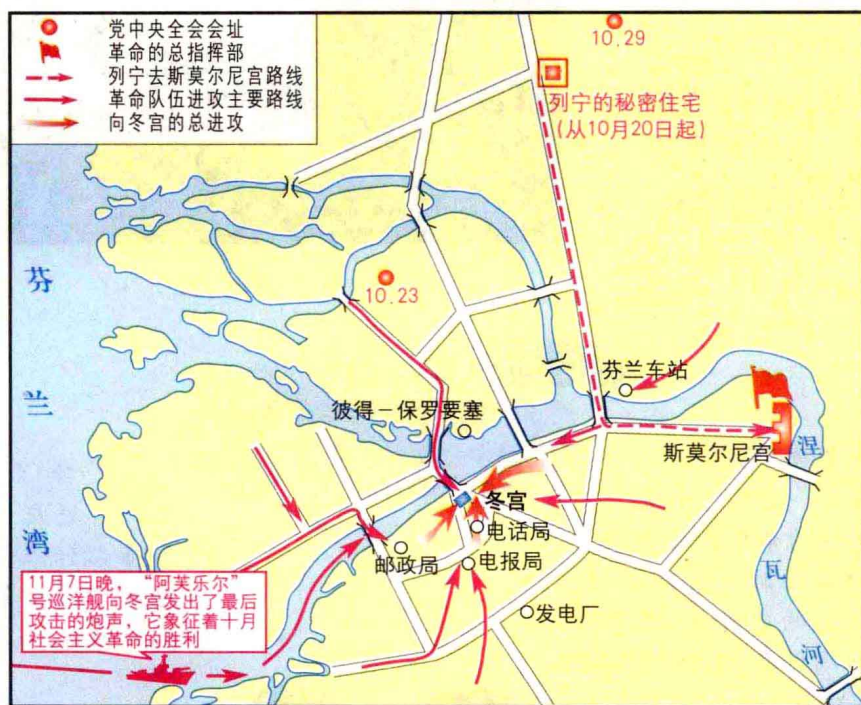 党中央全会会址
革命的总指挥部
列宁去斯莫尔尼宫路线
革命队伍进攻主要路线
向冬宫的总进攻
10.29
列宁的秘密住宅
(从10月20日起)
10.23
芬兰湾
芬兰车站
彼得－保罗要塞
斯莫尔尼宫
涅瓦河
冬宫
电话局
邮政局
电报局
发电厂
11月7日晚，“阿芙乐尔”
号巡洋舰向冬宫发出了最后
攻击的炮声，它象征着十月
社会主义革命的胜利